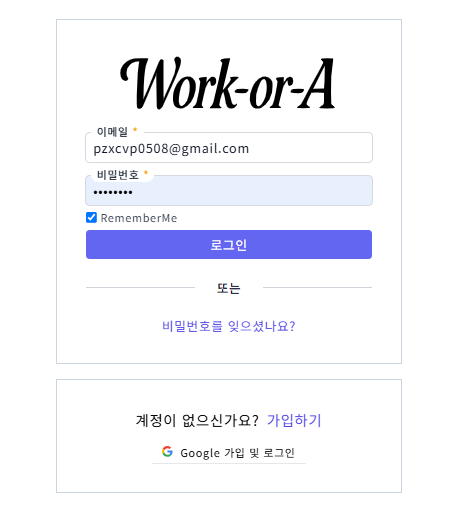 Work-or-A
이메일 *
pzxcvp0508@gmail.com
비밀번호 *
••••••••
RememberMe
로그인
또는
비밀번호를 잊으셨나요?
계정이 없으신가요? 가입하기
Google 가입 및 로그인